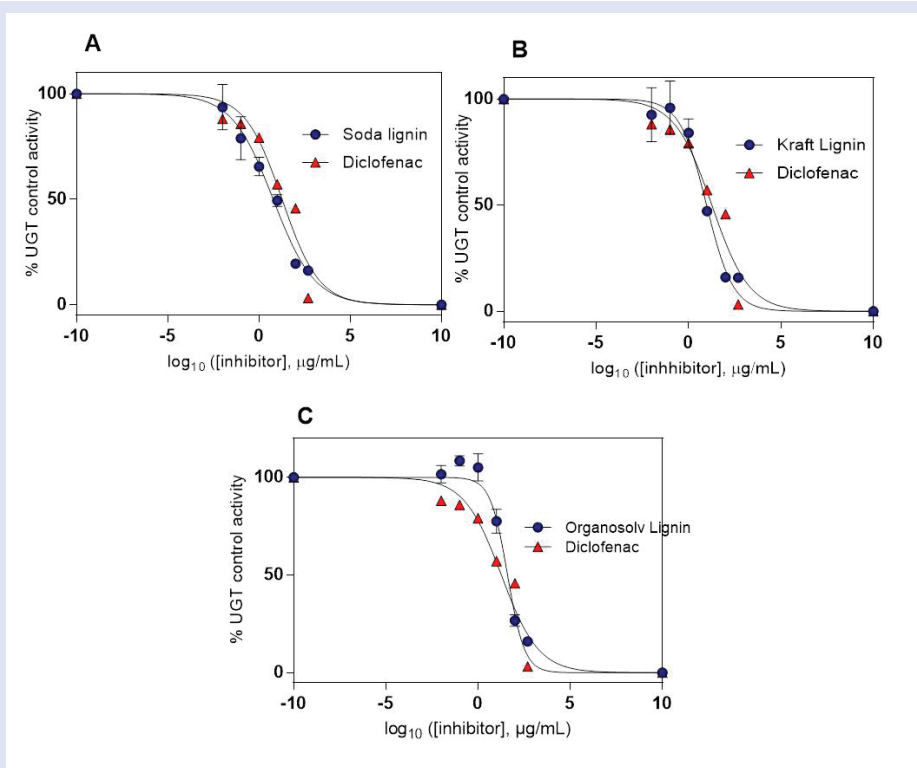 A
% UGT control activity
100
50
0
Soda lignin
Diclofenac
-10
-5
0
5
10
log10 ([inhibitor], μg/mL)
B
% UGT control activity
100
50
0
Kraft Lignin
Diclofenac
-10
-5
0
5
10
log10 ([inhhibitor], μg/mL)
C
% UGT control activity
100
50
0
Organosolv Lignin
Diclofenac
-10
-5
0
5
10
log10 ([inhibitor], μg/mL)